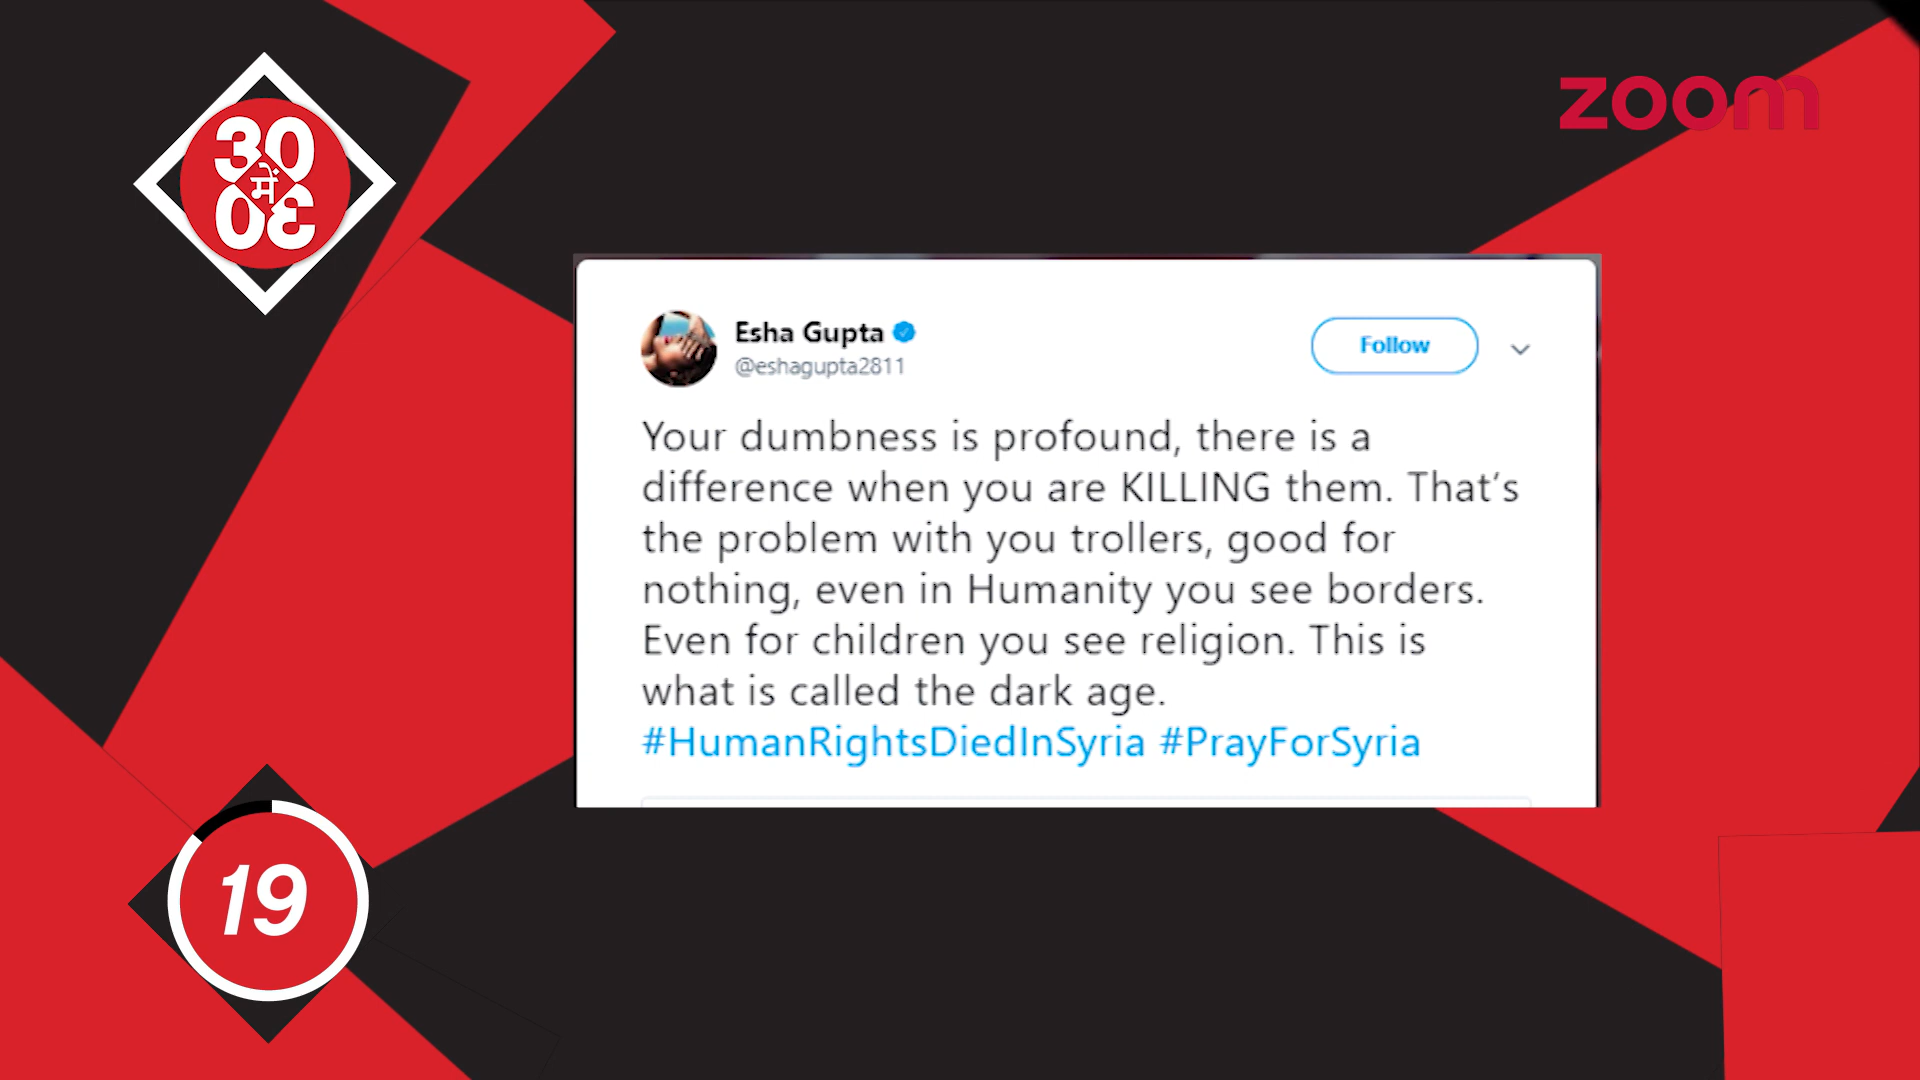 30
में
30
zoom
Esha Gupta
@eshagupta2811
Follow
Your dumbness is profound, there is a
difference when you are KILLING them. That's
the problem with you trollers, good for
nothing, even in Humanity you see borders.
Even for children you see religion. This is
what is called the dark age.
#HumanRightsDiedInSyria #PrayForSyria
19